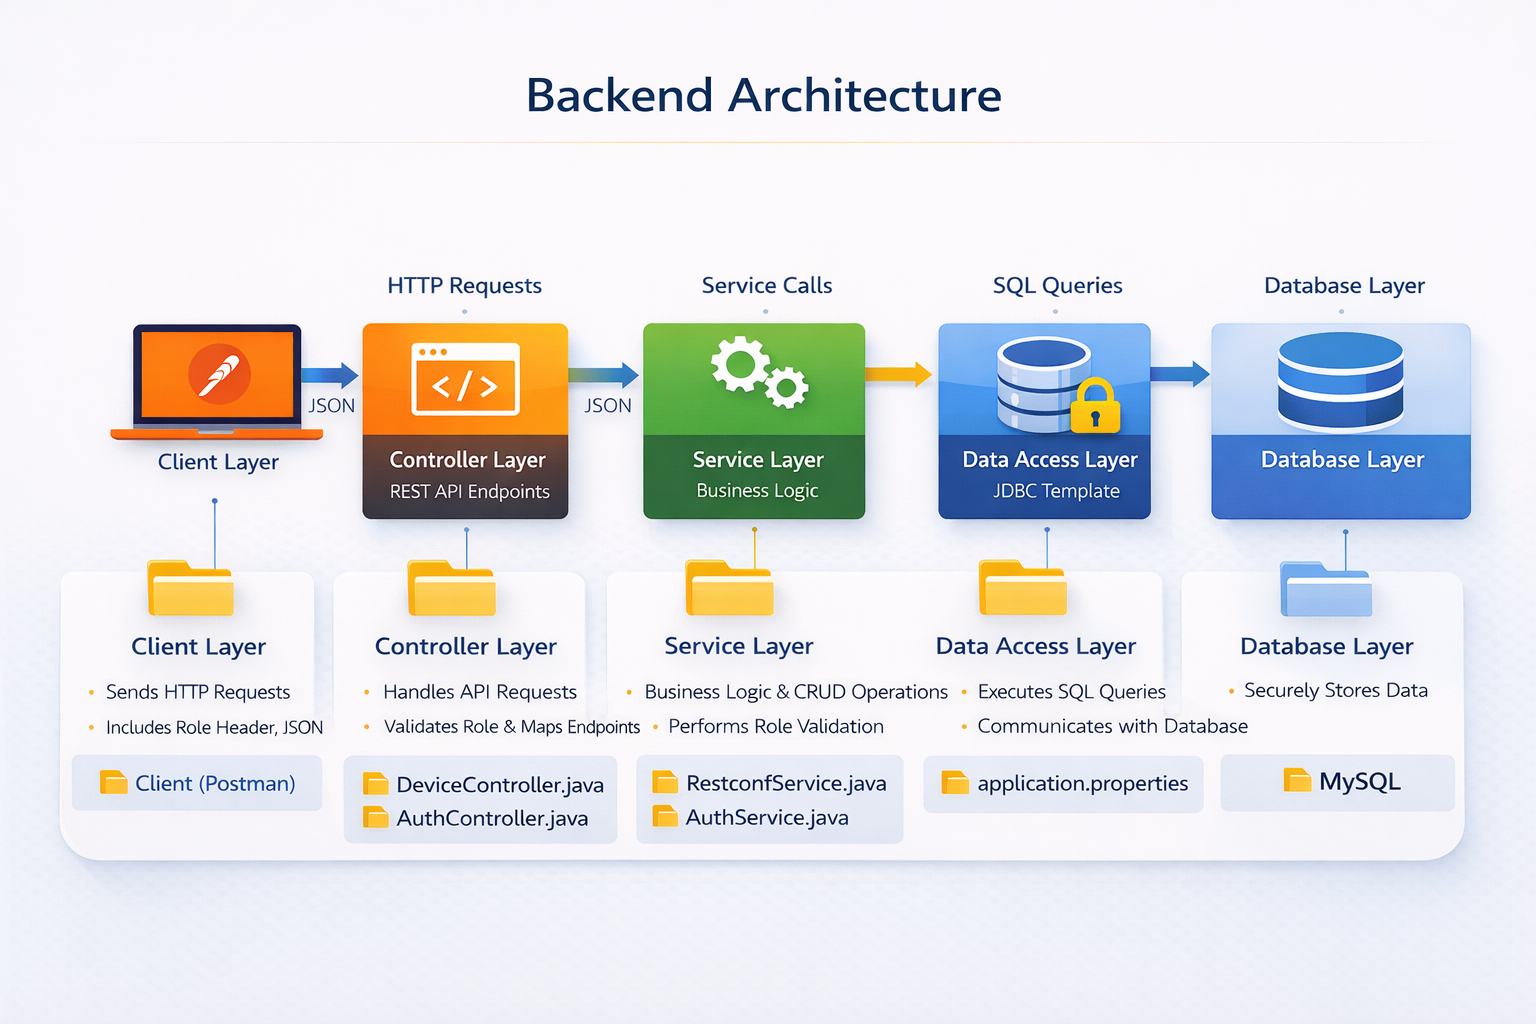 Backend Architecture
HTTP Requests
Service Calls
SQL Queries
Database Layer
JSON
JSON
Client Layer
Controller Layer
REST API Endpoints
Service Layer
Business Logic
Data Access Layer
JDBC Template
Database Layer
Client Layer
Sends HTTP Requests
Includes Role Header, JSON
Client (Postman)
Controller Layer
Handles API Requests
Validates Role & Maps Endpoints
DeviceController.java
AuthController.java
Service Layer
Business Logic & CRUD Operations
Performs Role Validation
RestconfService.java
AuthService.java
Data Access Layer
Executes SQL Queries
Communicates with Database
application.properties
Database Layer
Securely Stores Data
MySQL